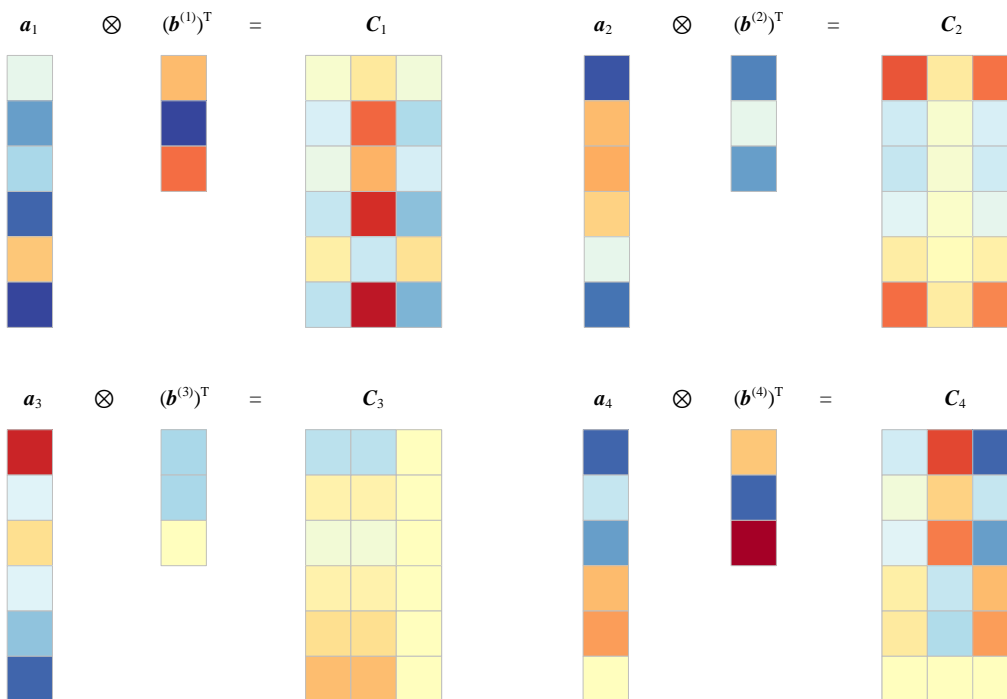 a₁ ⊗ (b⁽¹⁾)ᵀ = C₁ a₂ ⊗ (b⁽²⁾)ᵀ = C₂
a₃ ⊗ (b⁽³⁾)ᵀ = C₃ a₄ ⊗ (b⁽⁴⁾)ᵀ = C₄